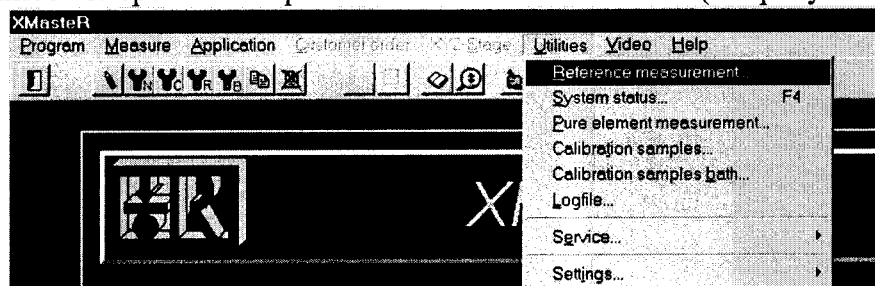 XMasteR
Program Measure Application Customer order XYZ-Stage Utilities Video Help
N C R B
Reference measurement...
System status... F4
Pure element measurement...
Calibration samples...
Calibration samples bath...
Logfile...
Service...
Settings...
R X